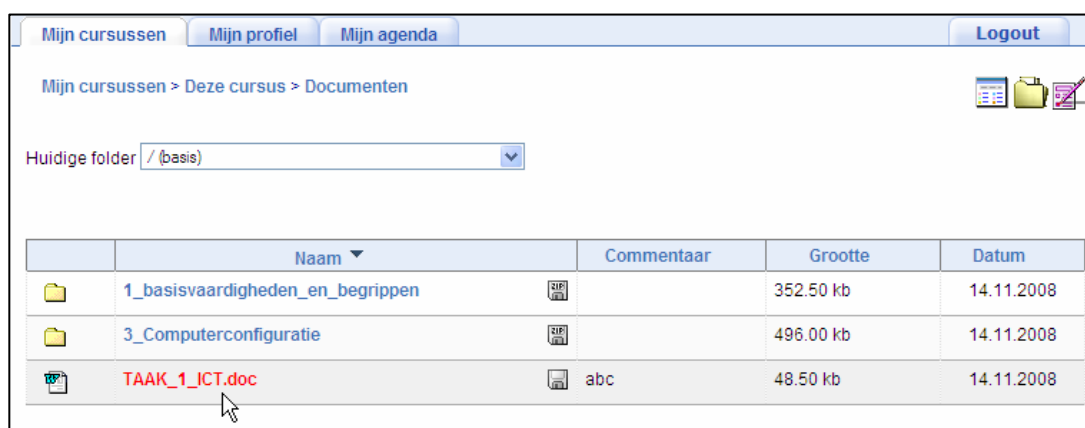 Mijn cursussen Mijn profiel Mijn agenda Logout
Mijn cursussen > Deze cursus > Documenten
Huidige folder / (basis)
Naam Commentaar Grootte Datum
1_basisvaardigheden_en_begrippen ZIP 352.50 kb 14.11.2008
3_Computerconfiguratie ZIP 496.00 kb 14.11.2008
TAAK_1_ICT.doc abc 48.50 kb 14.11.2008